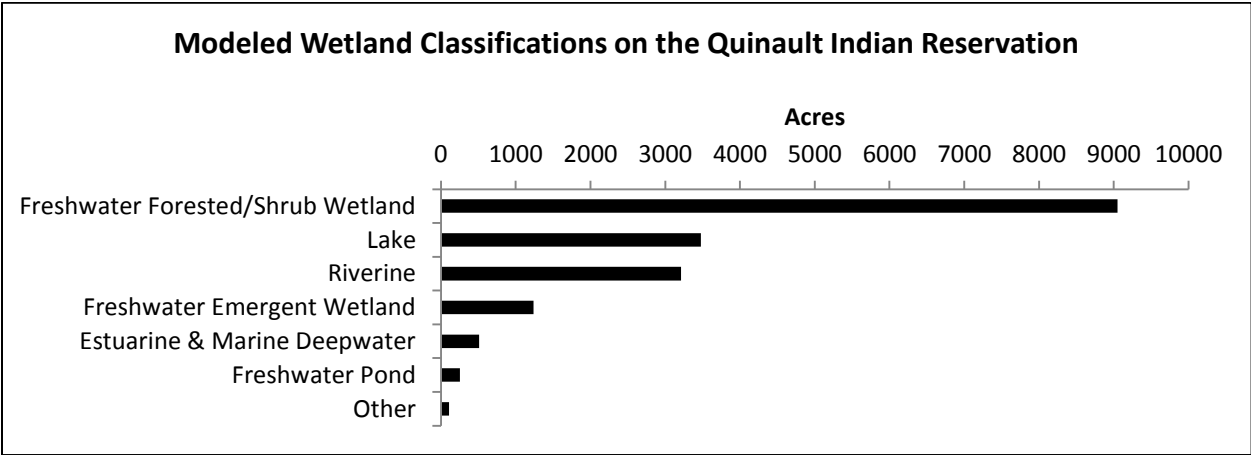 Modeled Wetland Classifications on the Quinault Indian Reservation
Acres
0 1000 2000 3000 4000 5000 6000 7000 8000 9000 10000
Freshwater Forested/Shrub Wetland
Lake
Riverine
Freshwater Emergent Wetland
Estuarine & Marine Deepwater
Freshwater Pond
Other